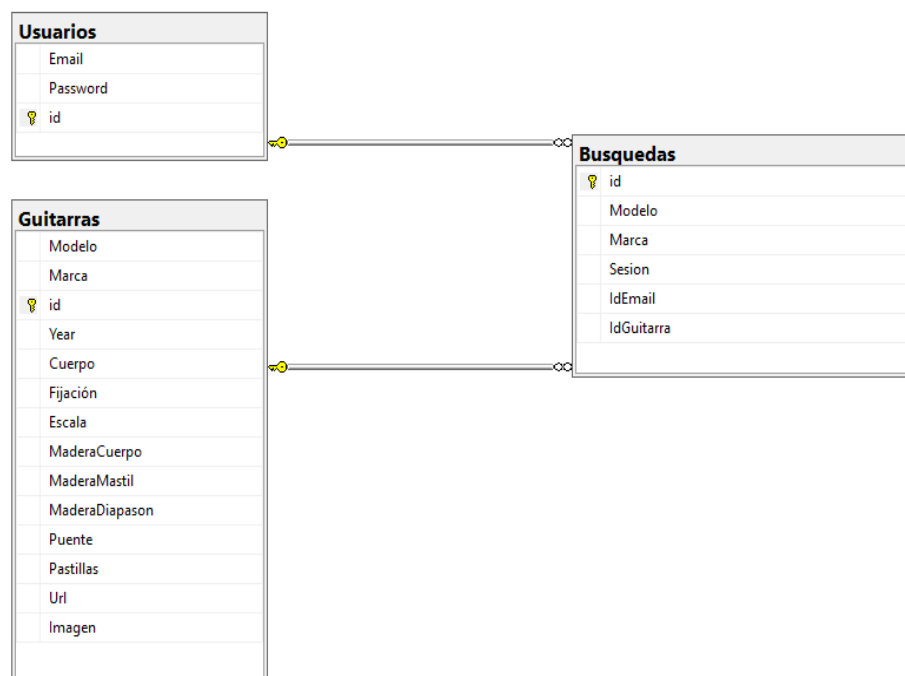 Usuarios
Email
Password
id
Guitarras
Modelo
Marca
id
Year
Cuerpo
Fijación
Escala
MaderaCuerpo
MaderaMastil
MaderaDiapason
Puente
Pastillas
Url
Imagen
Busquedas
id
Modelo
Marca
Sesion
IdEmail
IdGuitarra